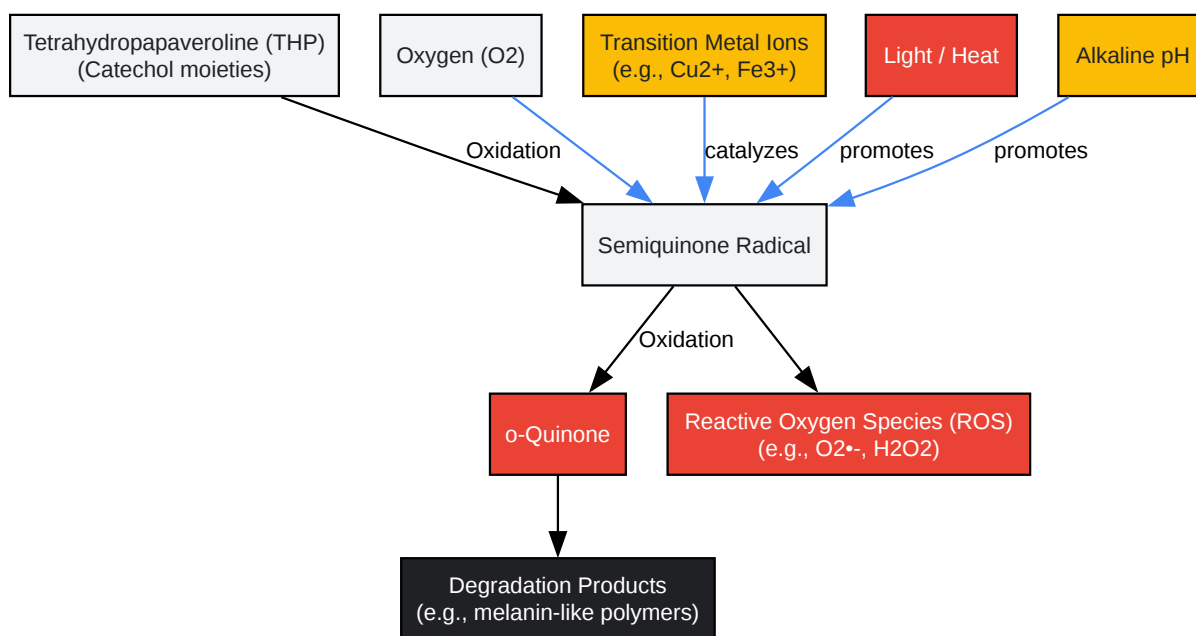 Tetrahydropapaveroline (THP)
(Catechol moieties)
Oxygen (O2)
Transition Metal Ions
(e.g., Cu2+, Fe3+)
Light / Heat
Alkaline pH
Oxidation
catalyzes
promotes
promotes
Semiquinone Radical
Oxidation
o-Quinone
Reactive Oxygen Species (ROS)
(e.g., O2•-, H2O2)
Degradation Products
(e.g., melanin-like polymers)